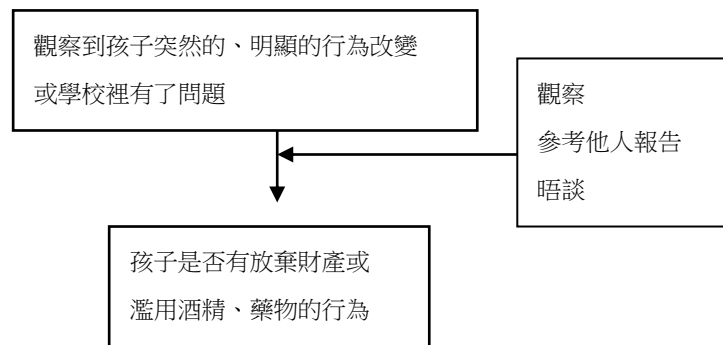 觀察到孩子突然的、明顯的行為改變
或學校裡有了問題
觀察
參考他人報告
晤談
孩子是否有放棄財產或
濫用酒精、藥物的行為